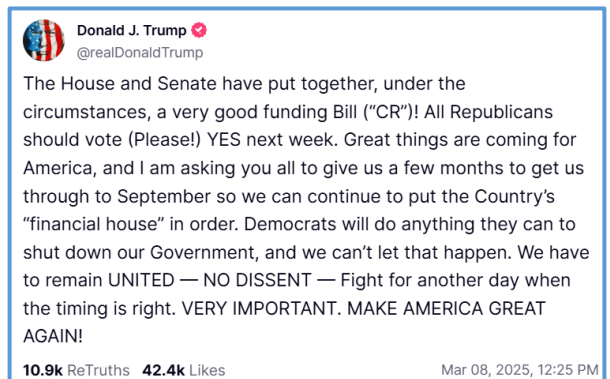 Donald J. Trump
@realDonaldTrump
The House and Senate have put together, under the
circumstances, a very good funding Bill (“CR”)! All Republicans
should vote (Please!) YES next week. Great things are coming for
America, and I am asking you all to give us a few months to get us
through to September so we can continue to put the Country’s
“financial house” in order. Democrats will do anything they can to
shut down our Government, and we can’t let that happen. We have
to remain UNITED — NO DISSENT — Fight for another day when
the timing is right. VERY IMPORTANT. MAKE AMERICA GREAT
AGAIN!
10.9k ReTruths 42.4k Likes Mar 08, 2025, 12:25 PM